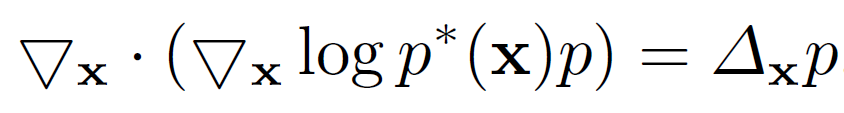 ▽𝐱 · (▽𝐱 log p*(𝐱)p) = Δ𝐱p